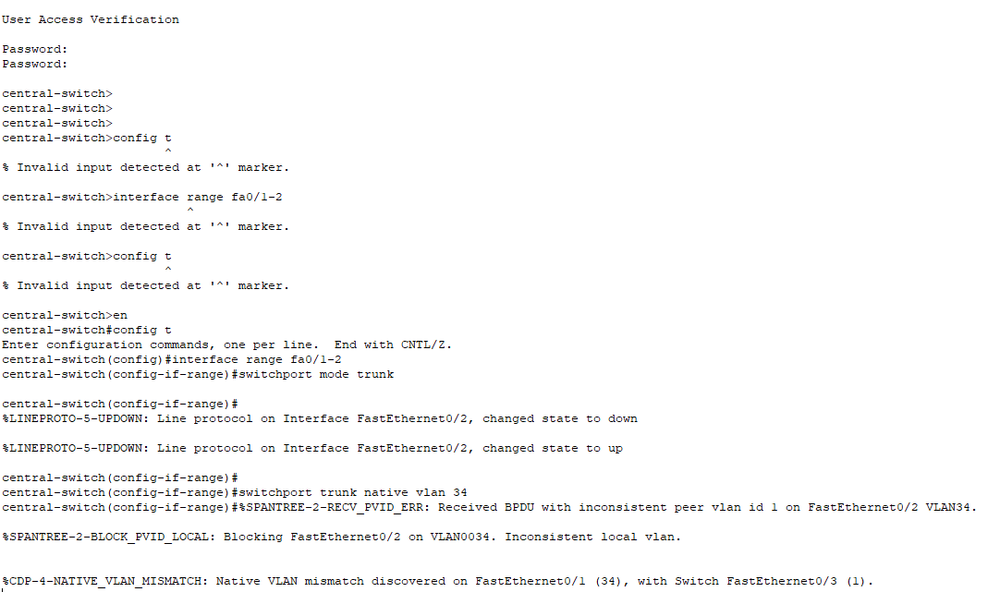 User Access Verification
Password:
Password:
central-switch>
central-switch>
central-switch>
central-switch>config t
^
% Invalid input detected at '^' marker.
central-switch>interface range fa0/1-2
^
% Invalid input detected at '^' marker.
central-switch>config t
^
% Invalid input detected at '^' marker.
central-switch>en
central-switch#config t
Enter configuration commands, one per line.  End with CNTL/Z.
central-switch(config)#interface range fa0/1-2
central-switch(config-if-range)#switchport mode trunk
central-switch(config-if-range)#
%LINEPROTO-5-UPDOWN: Line protocol on Interface FastEthernet0/2, changed state to down
%LINEPROTO-5-UPDOWN: Line protocol on Interface FastEthernet0/2, changed state to up
central-switch(config-if-range)#
central-switch(config-if-range)#switchport trunk native vlan 34
central-switch(config-if-range)#%SPANTREE-2-RECV_PVID_ERR: Received BPDU with inconsistent peer vlan id 1 on FastEthernet0/2 VLAN34.
%SPANTREE-2-BLOCK_PVID_LOCAL: Blocking FastEthernet0/2 on VLAN0034. Inconsistent local vlan.
%CDP-4-NATIVE_VLAN_MISMATCH: Native VLAN mismatch discovered on FastEthernet0/1 (34), with Switch FastEthernet0/3 (1).